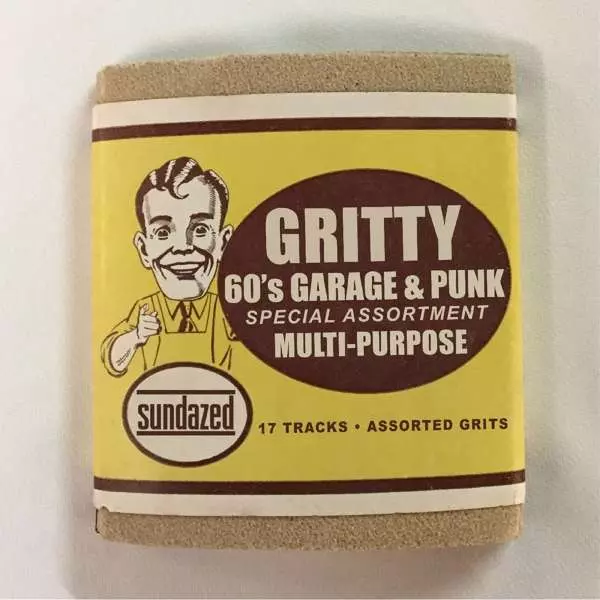 GRITTY
60's GARAGE & PUNK
SPECIAL ASSORTMENT
MULTI-PURPOSE
sundazed
17 TRACKS • ASSORTED GRITS